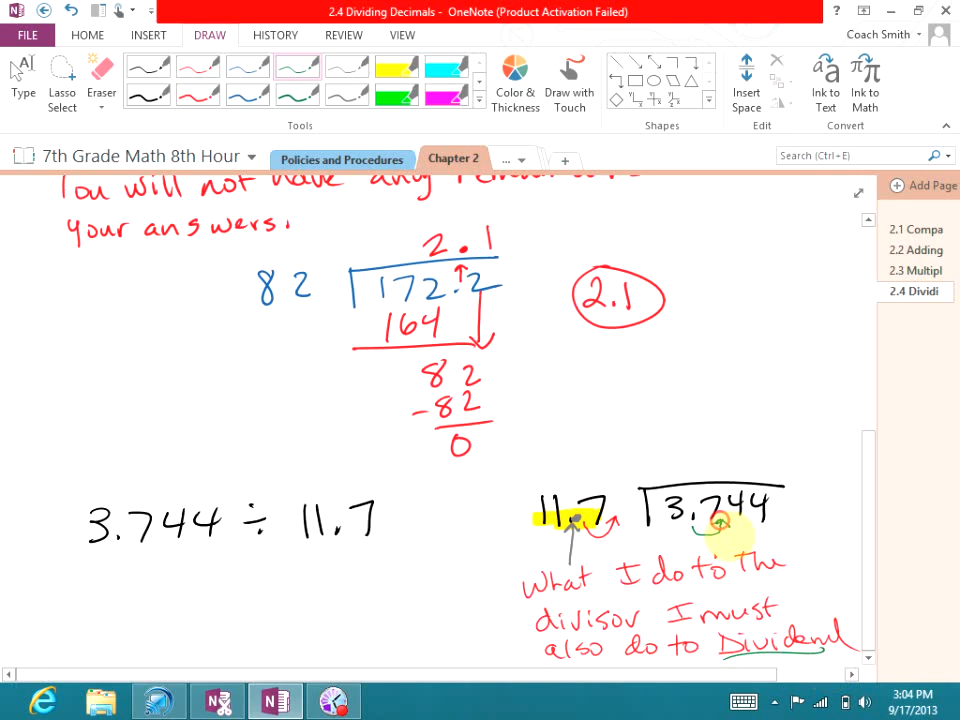 2.4 Dividing Decimals - OneNote (Product Activation Failed)
FILE HOME INSERT DRAW HISTORY REVIEW VIEW
Coach Smith
Type
Lasso Select
Eraser
Color & Thickness
Draw with Touch
Insert Space
Ink to Text
Ink to Math
Tools
Shapes
Edit
Convert
7th Grade Math 8th Hour
Policies and Procedures
Chapter 2
...
Search (Ctrl+E)
Add Page
2.1 Compa
2.2 Adding
2.3 Multipl
2.4 Dividi
You will not have any
your answers.
2.1
82 172.2
164
82
-82
0
2.1
3.744 ÷ 11.7
11.7 3.744
What I do to the
divisor I must
also do to Dividend
3:04 PM
9/17/2013